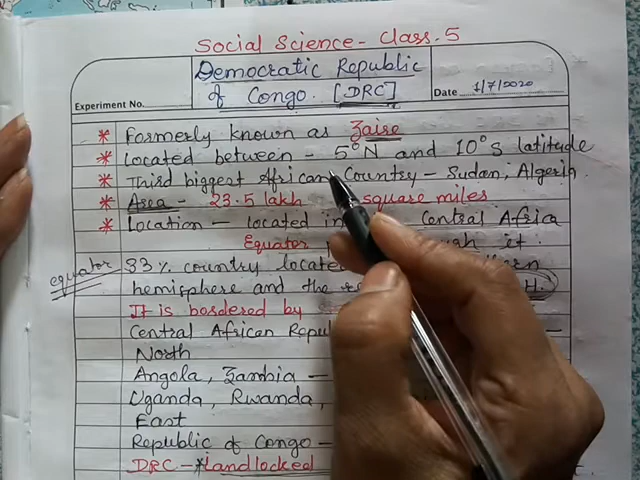 Social Science - Class. 5
Democratic Republic
of Congo. [DRC]
Experiment No.
Date 1/7/2020
* Formerly known as Zaise
* Located between - 5°N and 10°S latitude
* Third biggest African Country - Sudan, Algeria
* Area - 23.5 lakh square miles
* Location - located in Central Africa
Equator it.
equator
33% country located
hemisphere and the H.
It is bordered by
Central African Repu -
North
Angola, Zambia -
Uganda, Rwanda,
East
Republic of Congo -
DRC - *Landlocked